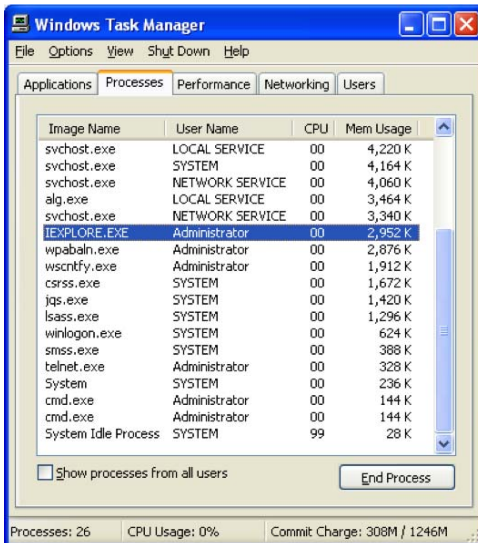 Windows Task Manager
File Options View Shut Down Help
Applications Processes Performance Networking Users
Image Name User Name CPU Mem Usage
svchost.exe LOCAL SERVICE 00 4,220 K
svchost.exe SYSTEM 00 4,164 K
svchost.exe NETWORK SERVICE 00 4,060 K
alg.exe LOCAL SERVICE 00 3,464 K
svchost.exe NETWORK SERVICE 00 3,340 K
IEXPLORE.EXE Administrator 00 2,952 K
wpabaln.exe Administrator 00 2,876 K
wscntfy.exe Administrator 00 1,912 K
csrss.exe SYSTEM 00 1,672 K
jqs.exe SYSTEM 00 1,420 K
lsass.exe SYSTEM 00 1,296 K
winlogon.exe SYSTEM 00 624 K
smss.exe SYSTEM 00 388 K
telnet.exe Administrator 00 328 K
System SYSTEM 00 236 K
cmd.exe Administrator 00 144 K
cmd.exe Administrator 00 144 K
System Idle Process SYSTEM 99 28 K
Show processes from all users
End Process
Processes: 26 CPU Usage: 0% Commit Charge: 308M / 1246M